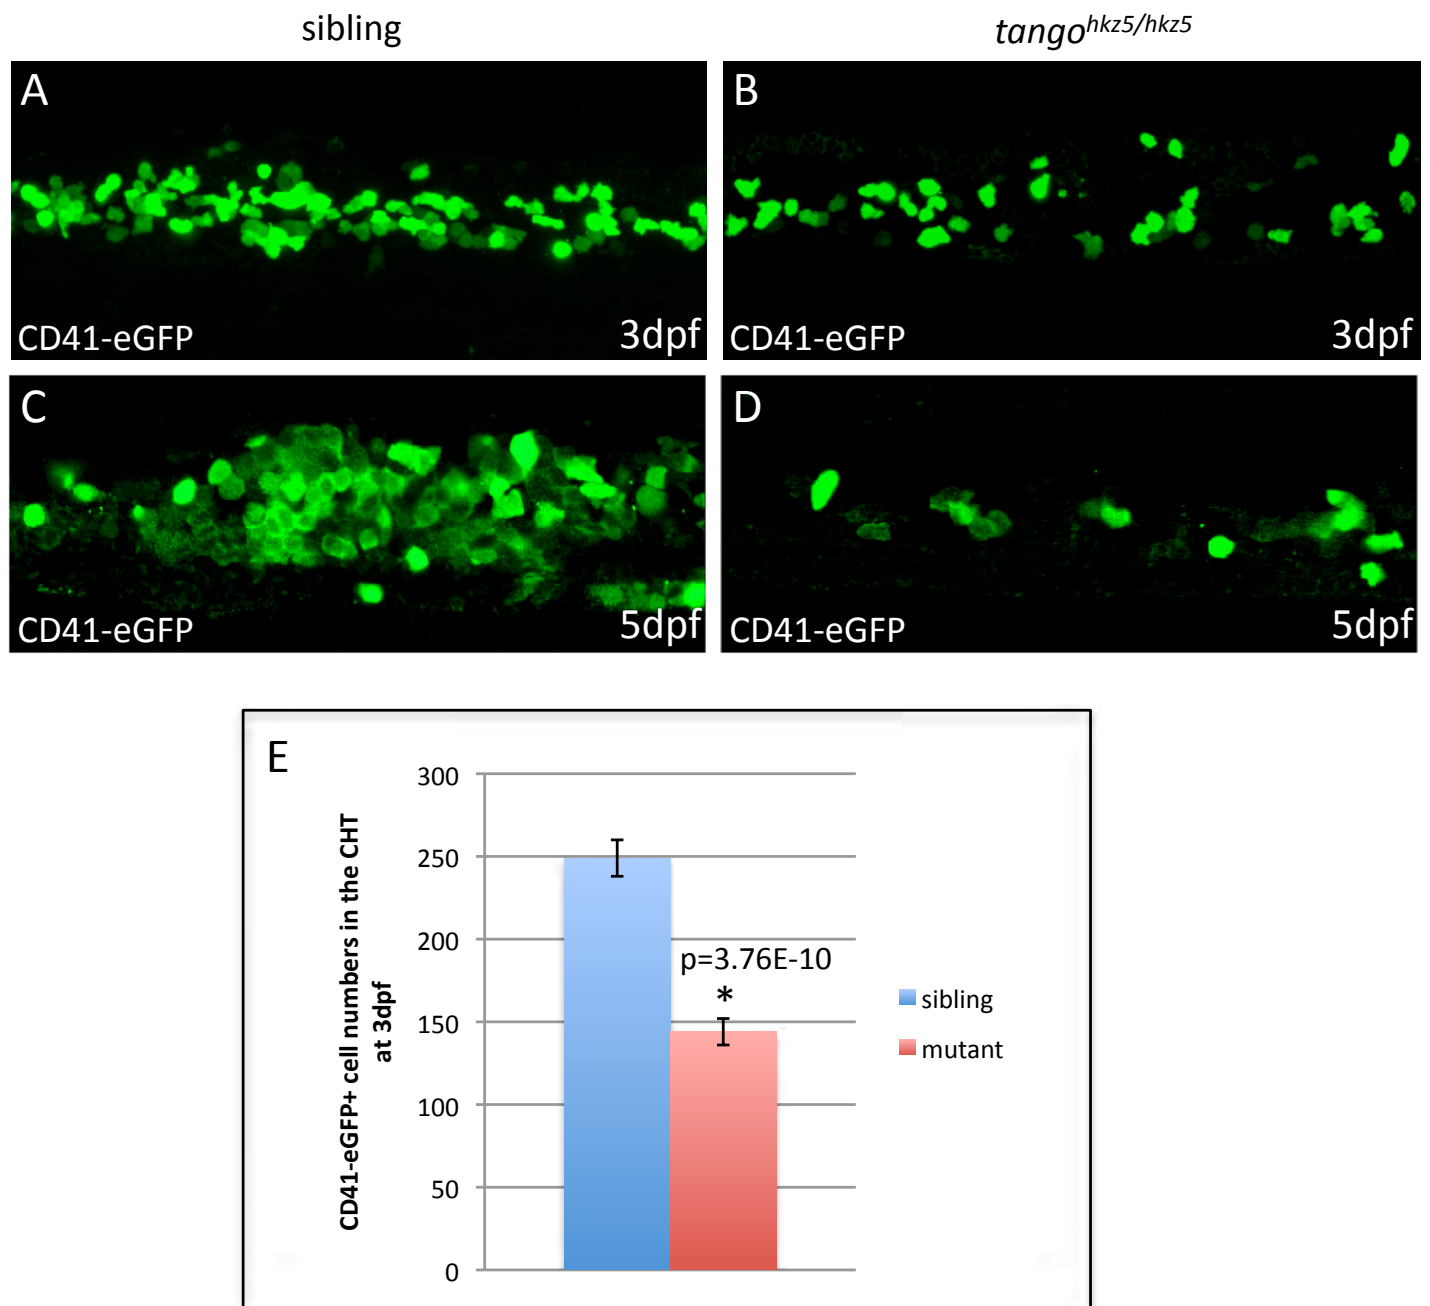 sibling
tango^hkz5/hkz5
A
B
CD41-eGFP
3dpf
CD41-eGFP
3dpf
C
D
CD41-eGFP
5dpf
CD41-eGFP
5dpf
E
CD41-eGFP+ cell numbers in the CHT
at 3dpf
300
250
200
150
100
50
0
p=3.76E-10
*
sibling
mutant